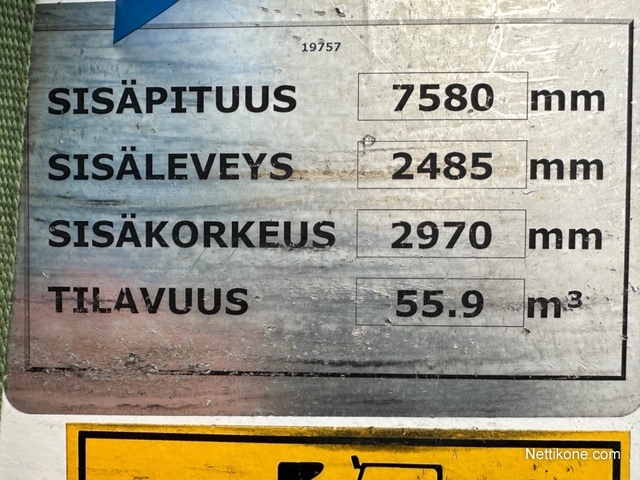 19757
SISÄPITUUS 7580 mm
SISÄLEVEYS 2485 mm
SISÄKORKEUS 2970 mm
TILAVUUS 55.9 m³
Nettikone.com